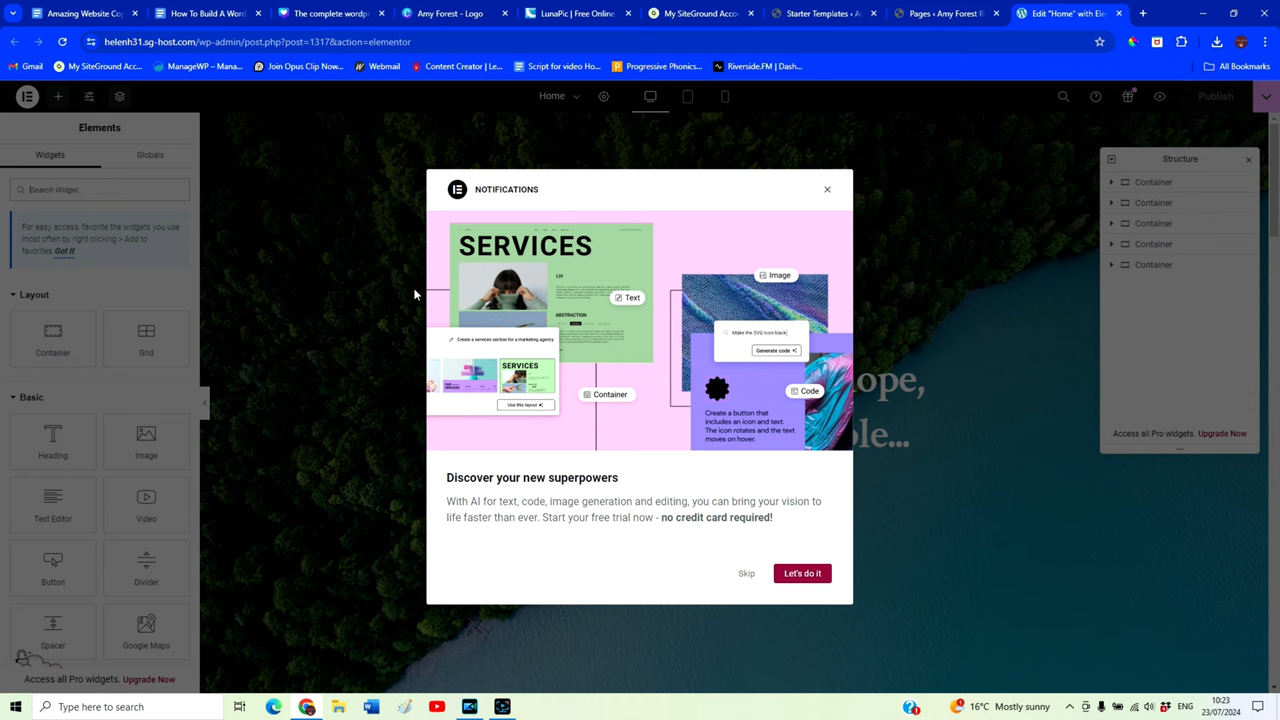 Amazing Website Cop
How To Build A Word
The complete wordp
Amy Forest - Logo
LunaPic | Free Online
My SiteGround Acco
Starter Templates ‹ A
Pages ‹ Amy Forest R
Edit "Home" with Ele
helenh31.sg-host.com/wp-admin/post.php?post=1317&action=elementor
Gmail
My SiteGround Acc...
ManageWP – Mana...
Join Opus Clip Now...
Webmail
Content Creator | Le...
Script for video Ho...
Progressive Phonics...
Riverside.FM | Dash...
All Bookmarks
Home
Publish
Elements
Widgets
Globals
Search Widget...
For easy access, favorite the widgets you
use most often by right clicking > Add to
favorites. Got It
Layout
Container
Grid
Basic
Heading
Image
Text Editor
Video
Button
Divider
Spacer
Google Maps
Access all Pro widgets. Upgrade Now
NOTIFICATIONS
SERVICES
LIV
ABSTRACTION
Text
Create a services section for a marketing agency
SERVICES
Use this layout
Container
Image
Make the SVG icon black
Generate code
Code
Create a button that
includes an icon and text.
The icon rotates and the text
moves on hover.
Discover your new superpowers
With AI for text, code, image generation and editing, you can bring your vision to
life faster than ever. Start your free trial now - no credit card required!
Skip
Let's do it
ope,
ole...
Structure
Container
Container
Container
Container
Container
Access all Pro widgets. Upgrade Now
Type here to search
16°C Mostly sunny
ENG
10:23
23/07/2024